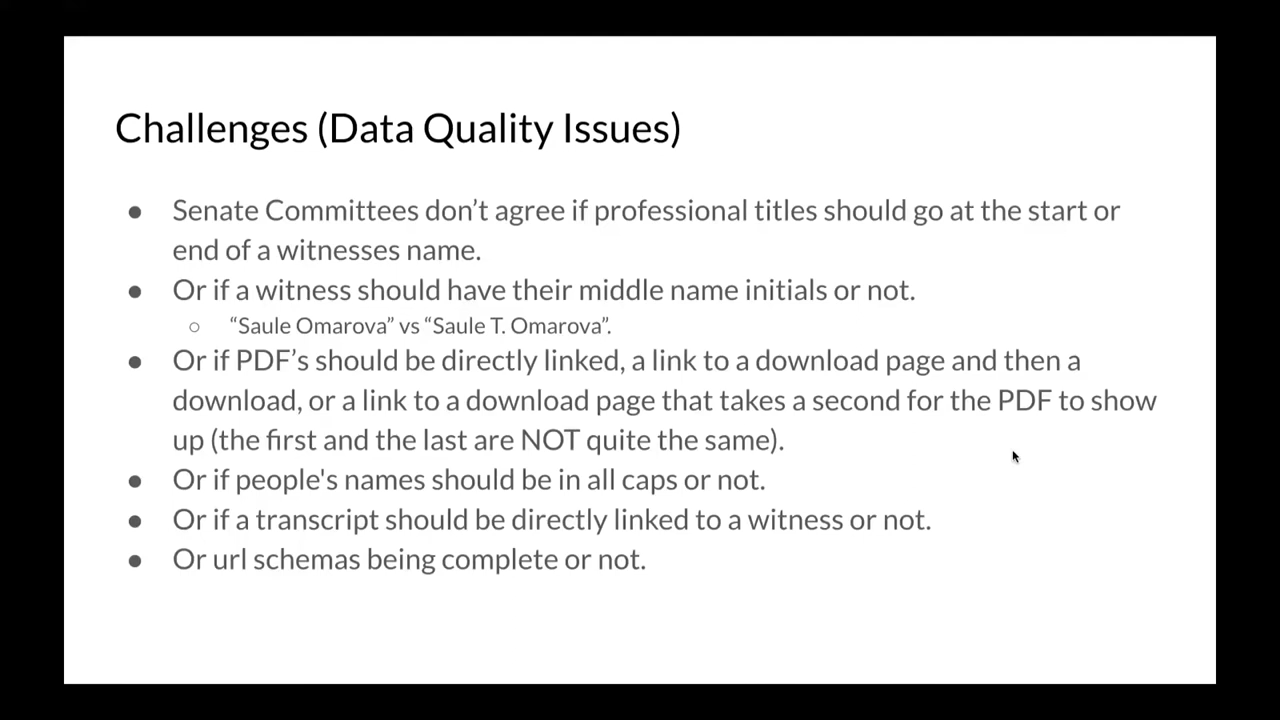 Challenges (Data Quality Issues)
● Senate Committees don’t agree if professional titles should go at the start or
end of a witnesses name.
● Or if a witness should have their middle name initials or not.
○ “Saule Omarova” vs “Saule T. Omarova”.
● Or if PDF’s should be directly linked, a link to a download page and then a
download, or a link to a download page that takes a second for the PDF to show
up (the first and the last are NOT quite the same).
● Or if people's names should be in all caps or not.
● Or if a transcript should be directly linked to a witness or not.
● Or url schemas being complete or not.